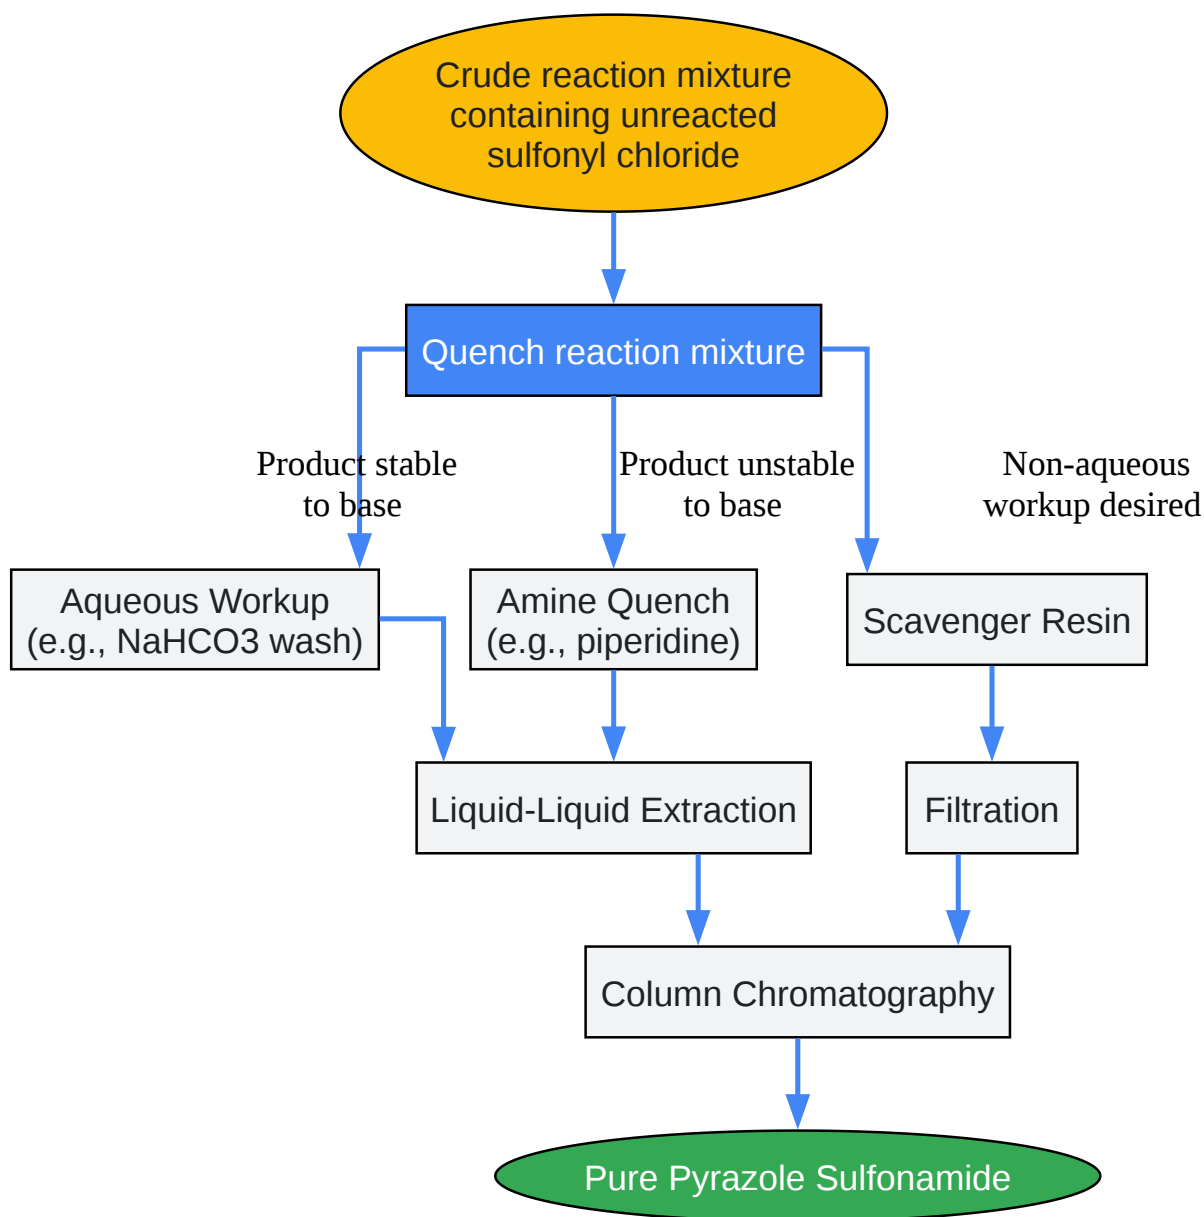 Crude reaction mixture
containing unreacted
sulfonyl chloride
Quench reaction mixture
Product stable
to base
Product unstable
to base
Non-aqueous
workup desired
Aqueous Workup
(e.g., NaHCO3 wash)
Amine Quench
(e.g., piperidine)
Scavenger Resin
Liquid-Liquid Extraction
Filtration
Column Chromatography
Pure Pyrazole Sulfonamide